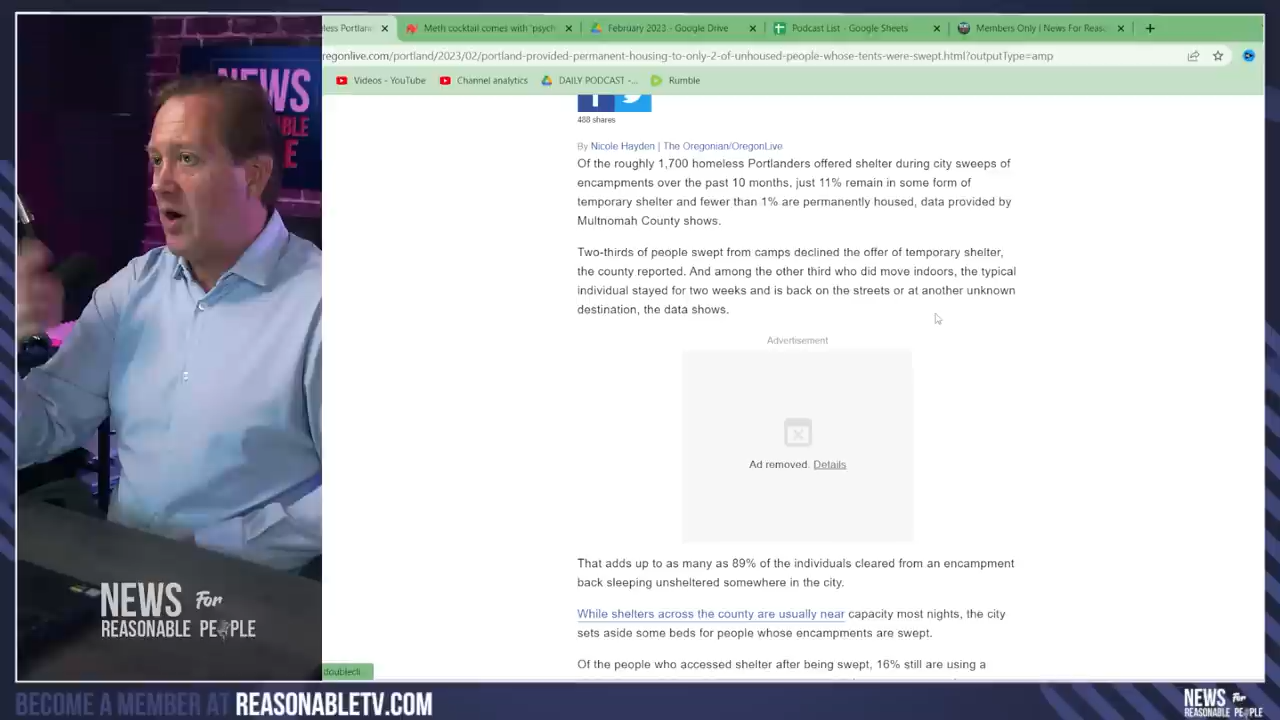 eless Portlan
Meth cocktail comes with "psych
February 2023 - Google Drive
Podcast List - Google Sheets
Members Only | News For Reas
regonlive.com/portland/2023/02/portland-provided-permanent-housing-to-only-2-of-unhoused-people-whose-tents-were-swept.html?outputType=amp
Videos - YouTube
Channel analytics
DAILY PODCAST -...
Rumble
NEWS
488 shares
By Nicole Hayden | The Oregonian/OregonLive
Of the roughly 1,700 homeless Portlanders offered shelter during city sweeps of
encampments over the past 10 months, just 11% remain in some form of
temporary shelter and fewer than 1% are permanently housed, data provided by
Multnomah County shows.
Two-thirds of people swept from camps declined the offer of temporary shelter,
the county reported. And among the other third who did move indoors, the typical
individual stayed for two weeks and is back on the streets or at another unknown
destination, the data shows.
Advertisement
Ad removed. Details
That adds up to as many as 89% of the individuals cleared from an encampment
back sleeping unsheltered somewhere in the city.
While shelters across the county are usually near capacity most nights, the city
sets aside some beds for people whose encampments are swept.
Of the people who accessed shelter after being swept, 16% still are using a
doublecli
NEWS For
REASONABLE PEOPLE
BECOME A MEMBER AT REASONABLETV.COM
NEWS For
REASONABLE PEOPLE